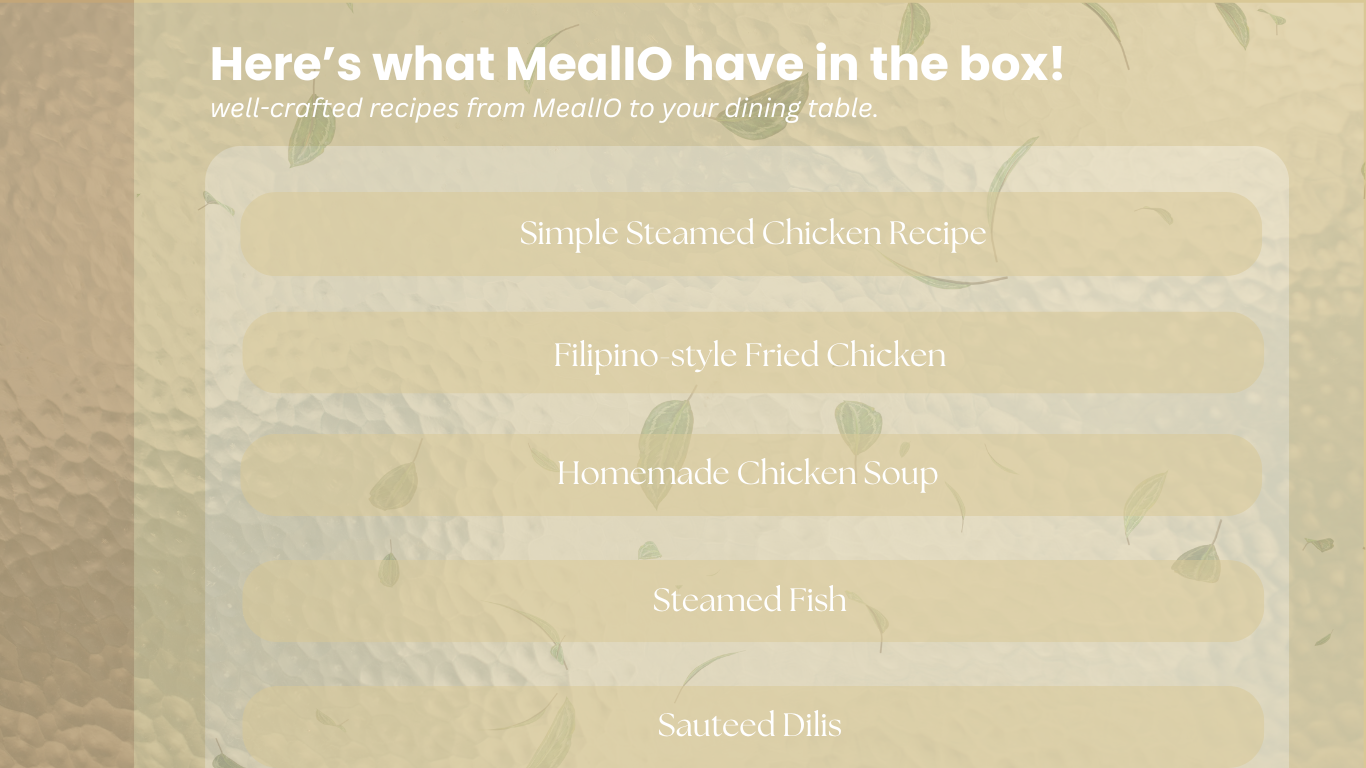 Here’s what MealIO have in the box!
well-crafted recipes from MealIO to your dining table.
Simple Steamed Chicken Recipe
Filipino-style Fried Chicken
Homemade Chicken Soup
Steamed Fish
Sauteed Dilis